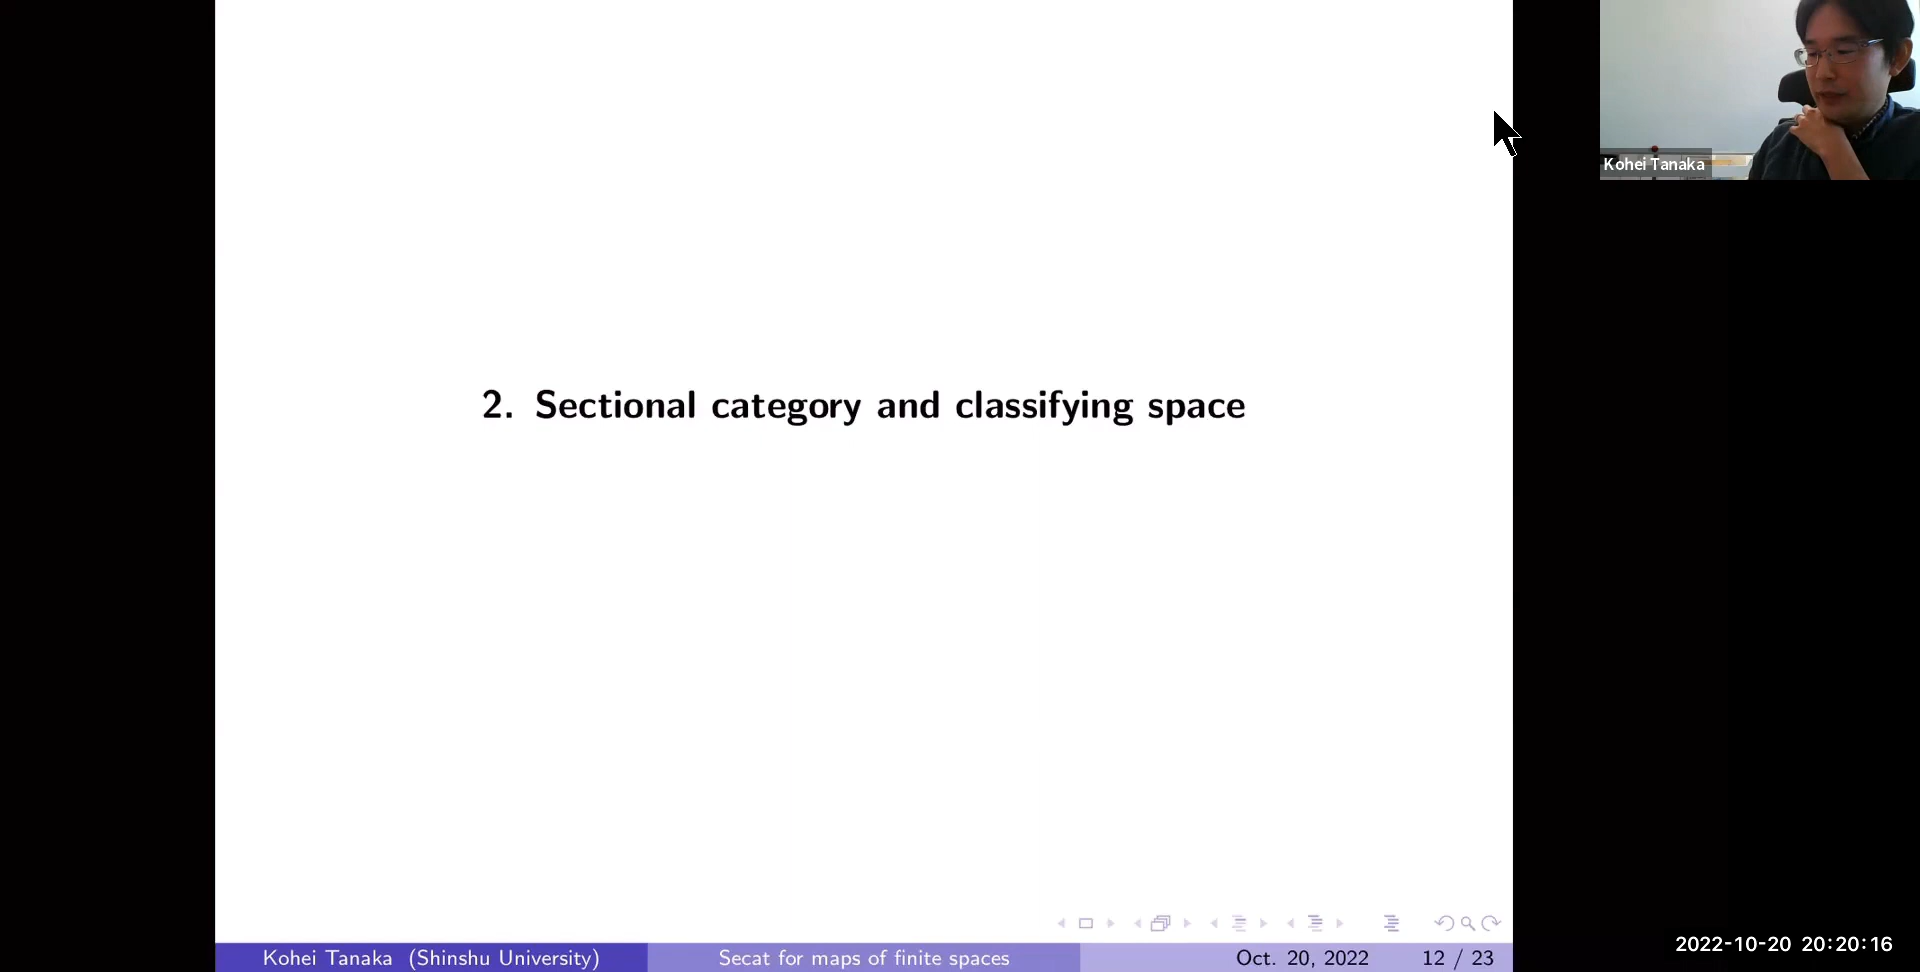 Kohei Tanaka
2. Sectional category and classifying space
Kohei Tanaka (Shinshu University)
Secat for maps of finite spaces
Oct. 20, 2022
12 / 23
2022-10-20 20:20:16